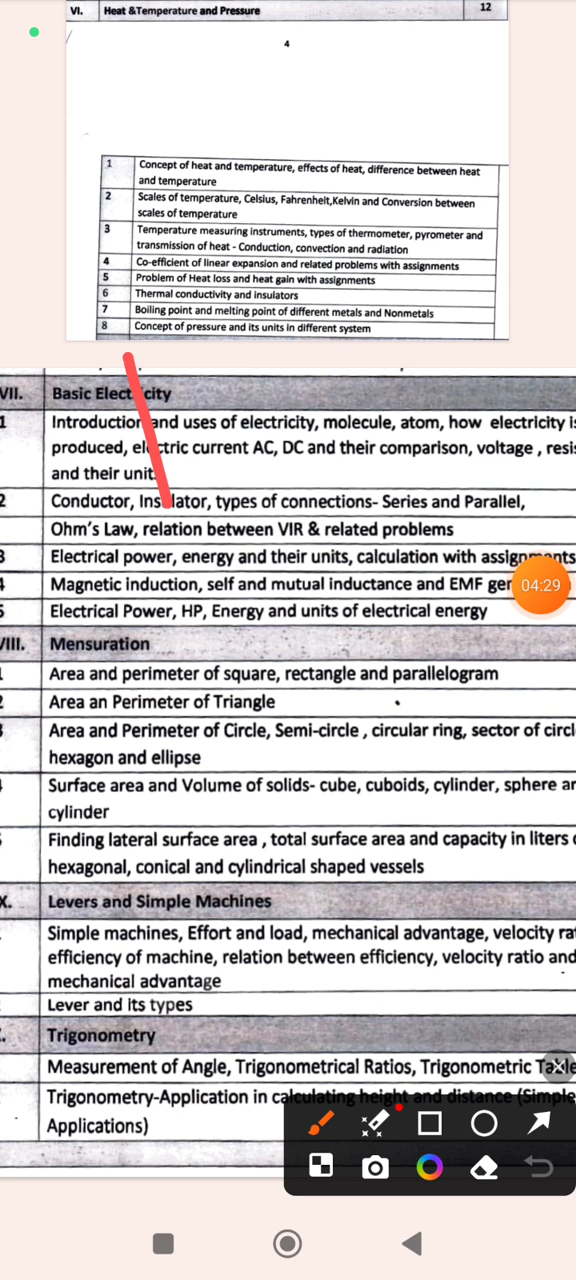 VI. Heat &Temperature and Pressure 12
4
1 Concept of heat and temperature, effects of heat, difference between heat
and temperature
2 Scales of temperature, Celsius, Fahrenheit,Kelvin and Conversion between
scales of temperature
3 Temperature measuring instruments, types of thermometer, pyrometer and
transmission of heat - Conduction, convection and radiation
4 Co-efficient of linear expansion and related problems with assignments
5 Problem of Heat loss and heat gain with assignments
6 Thermal conductivity and insulators
7 Boiling point and melting point of different metals and Nonmetals
8 Concept of pressure and its units in different system
VII. Basic Electricity
1 Introduction and uses of electricity, molecule, atom, how electricity is
produced, electric current AC, DC and their comparison, voltage , resis
and their units
2 Conductor, Insulator, types of connections- Series and Parallel,
Ohm's Law, relation between VIR & related problems
3 Electrical power, energy and their units, calculation with assignments
4 Magnetic induction, self and mutual inductance and EMF gen
04:29
5 Electrical Power, HP, Energy and units of electrical energy
VIII. Mensuration
1 Area and perimeter of square, rectangle and parallelogram
2 Area an Perimeter of Triangle
3 Area and Perimeter of Circle, Semi-circle , circular ring, sector of circl
hexagon and ellipse
Surface area and Volume of solids- cube, cuboids, cylinder, sphere an
cylinder
Finding lateral surface area , total surface area and capacity in liters o
hexagonal, conical and cylindrical shaped vessels
X. Levers and Simple Machines
Simple machines, Effort and load, mechanical advantage, velocity rat
efficiency of machine, relation between efficiency, velocity ratio and
mechanical advantage
Lever and its types
Trigonometry
Measurement of Angle, Trigonometrical Ratios, Trigonometric Table
Trigonometry-Application in calculating height and distance (Simple
Applications)